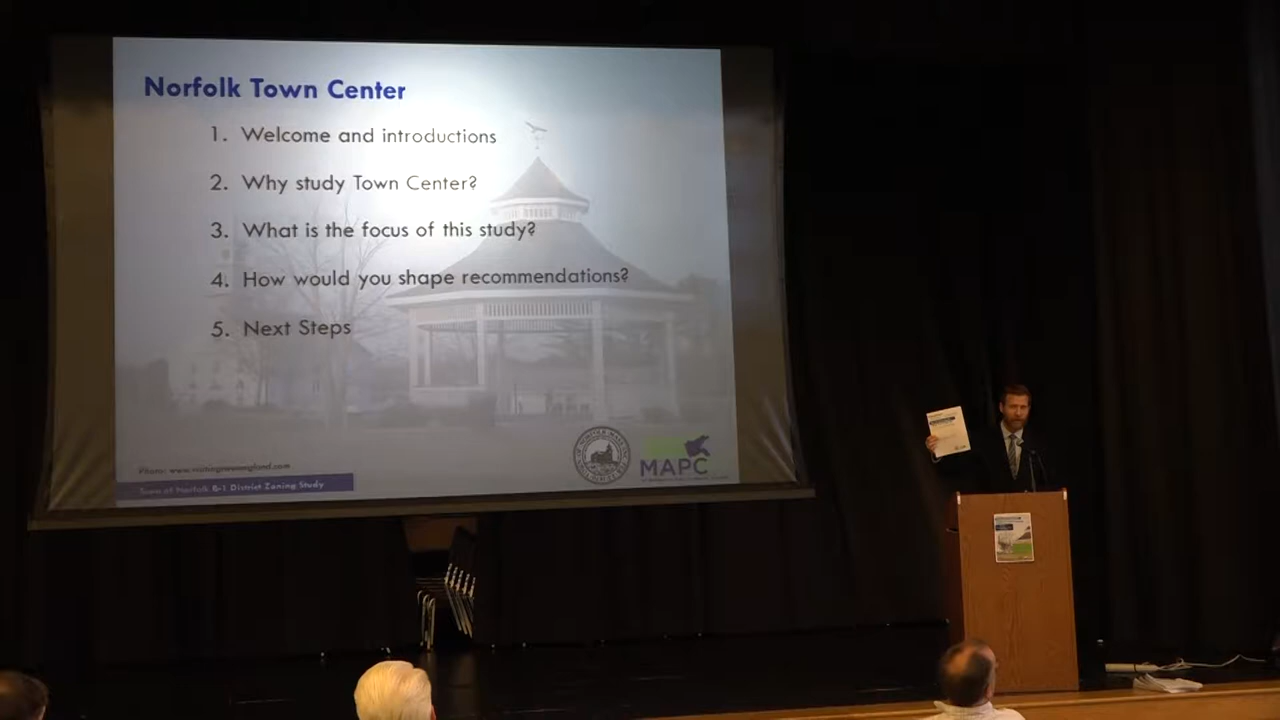 Norfolk Town Center
1. Welcome and introductions
2. Why study Town Center?
3. What is the focus of this study?
4. How would you shape recommendations?
5. Next Steps
Photo: www.visitingnewengland.com
Town of Norfolk B-1 District Zoning Study
MAPC